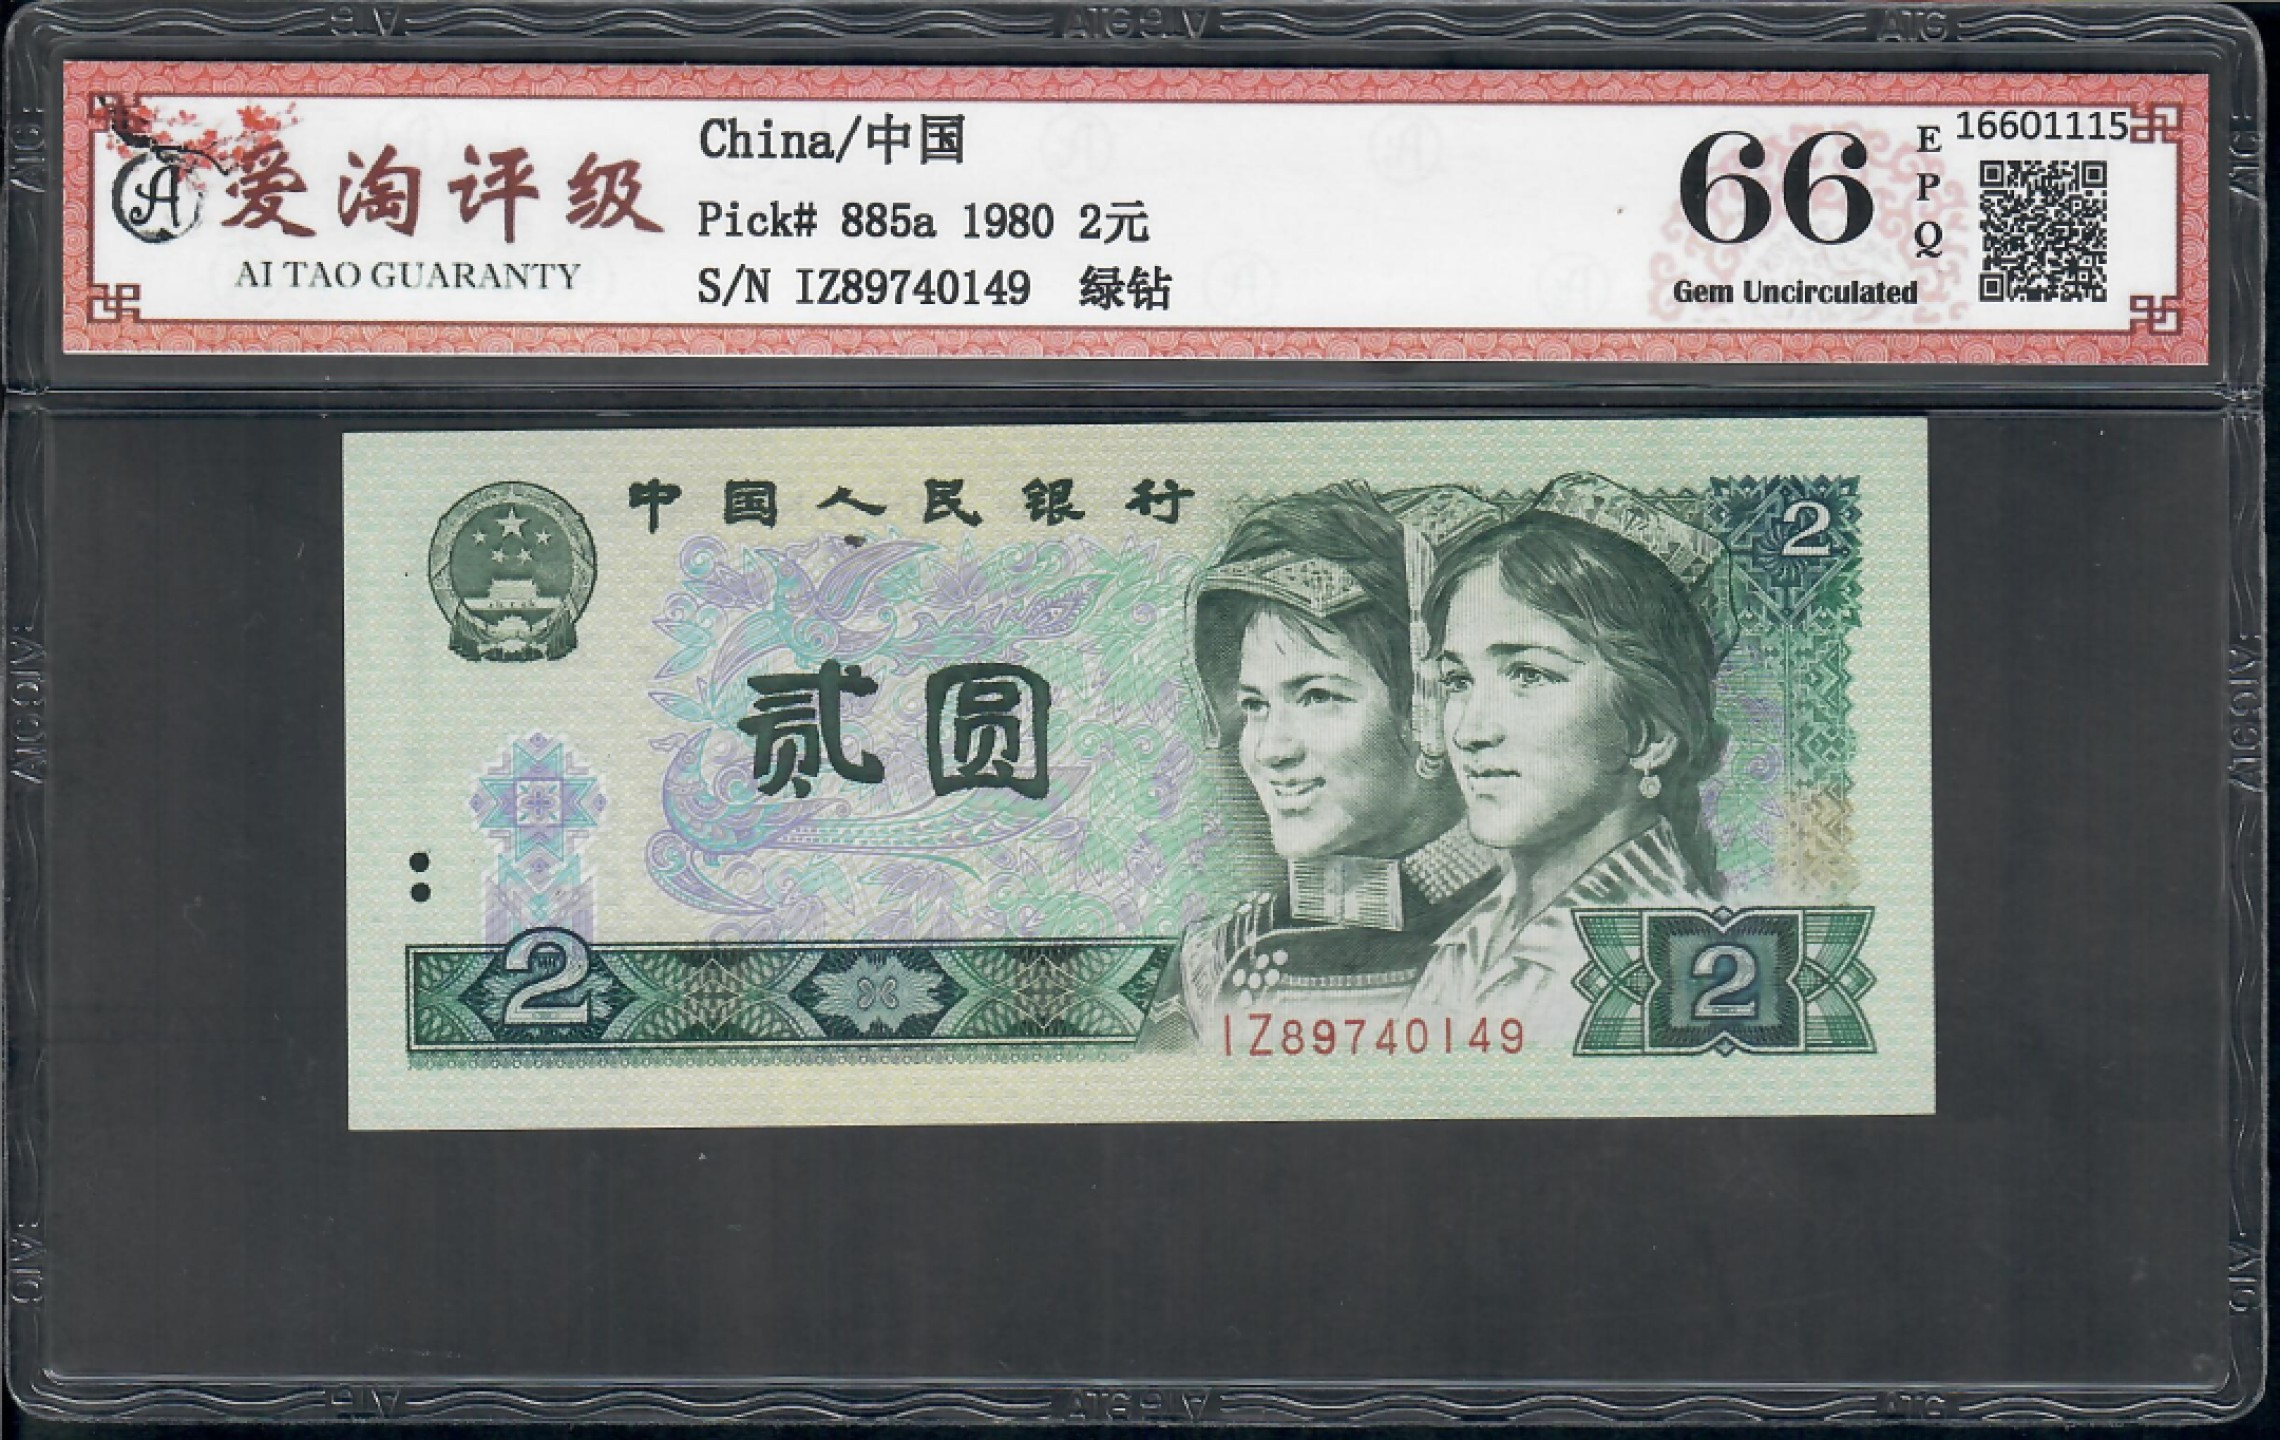 爱淘评级
AI TAO GUARANTY
China/中国
Pick# 885a 1980 2元
S/N IZ89740149 绿钻
66
EPQ
Gem Uncirculated
16601115
中国人民银行
2
贰圆
2
2
IZ89740149